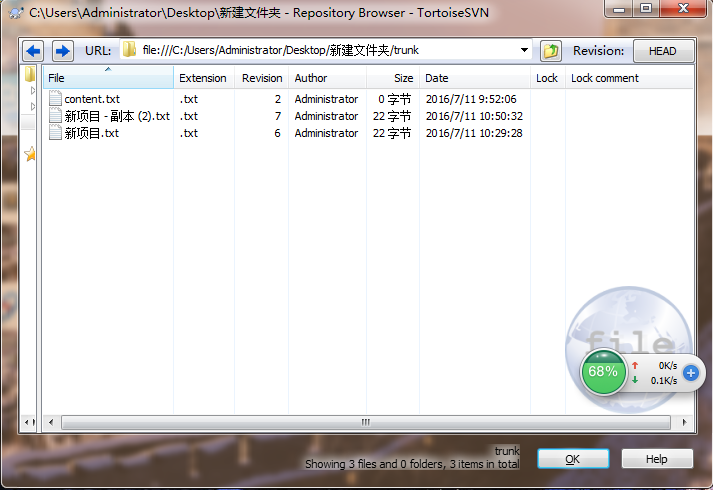 C:\Users\Administrator\Desktop\新建文件夹 - Repository Browser - TortoiseSVN
URL: file:///C:/Users/Administrator/Desktop/新建文件夹/trunk Revision: HEAD
File Extension Revision Author Size Date Lock Lock comment
content.txt .txt 2 Administrator 0 字节 2016/7/11 9:52:06
新项目 - 副本 (2).txt .txt 7 Administrator 22 字节 2016/7/11 10:50:32
新项目.txt .txt 6 Administrator 22 字节 2016/7/11 10:29:28
file
68% 0K/s
0.1K/s
trunk
Showing 3 files and 0 folders, 3 items in total
OK Help